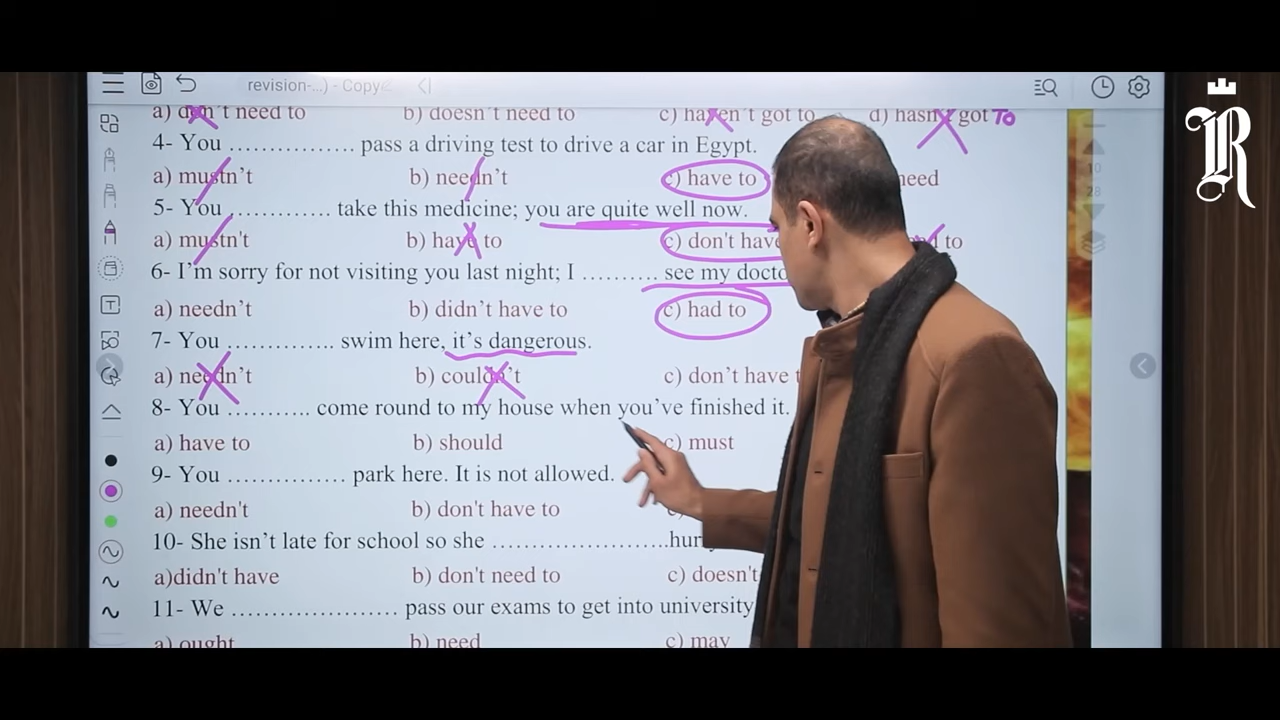 revision-...) - Copy
a) don't need to b) doesn't need to c) haven't got to d) hasn't got To
4- You ................ pass a driving test to drive a car in Egypt.
a) mustn't b) needn't c) have to need
5- You ............. take this medicine; you are quite well now.
a) mustn't b) have to c) don't have to
6- I'm sorry for not visiting you last night; I .......... see my
a) needn't b) didn't have to c) had to
7- You .............. swim here, it's dangerous.
a) needn't b) couldn't c) don't have
8- You ........... come round to my house when you've finished it.
a) have to b) should c) must
9- You ............... park here. It is not allowed.
a) needn't b) don't have to
10- She isn't late for school so she .......................
a)didn't have b) don't need to c) doesn't
11- We ..................... pass our exams to get into university
a) ought b) need c) may
R
10
28